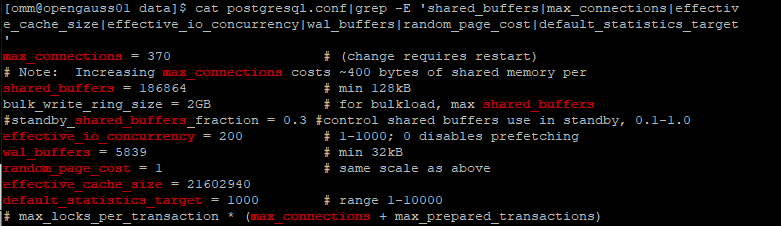 [omm@opengauss01 data]$ cat postgresql.conf|grep -E 'shared_buffers|max_connections|effectiv
e_cache_size|effective_io_concurrency|wal_buffers|random_page_cost|default_statistics_target
'
max_connections = 370 # (change requires restart)
# Note: Increasing max_connections costs ~400 bytes of shared memory per
shared_buffers = 186864 # min 128kB
bulk_write_ring_size = 2GB # for bulkload, max shared_buffers
#standby_shared_buffers_fraction = 0.3 #control shared buffers use in standby, 0.1-1.0
effective_io_concurrency = 200 # 1-1000; 0 disables prefetching
wal_buffers = 5839 # min 32kB
random_page_cost = 1 # same scale as above
effective_cache_size = 21602940
default_statistics_target = 1000 # range 1-10000
# max_locks_per_transaction * (max_connections + max_prepared_transactions)